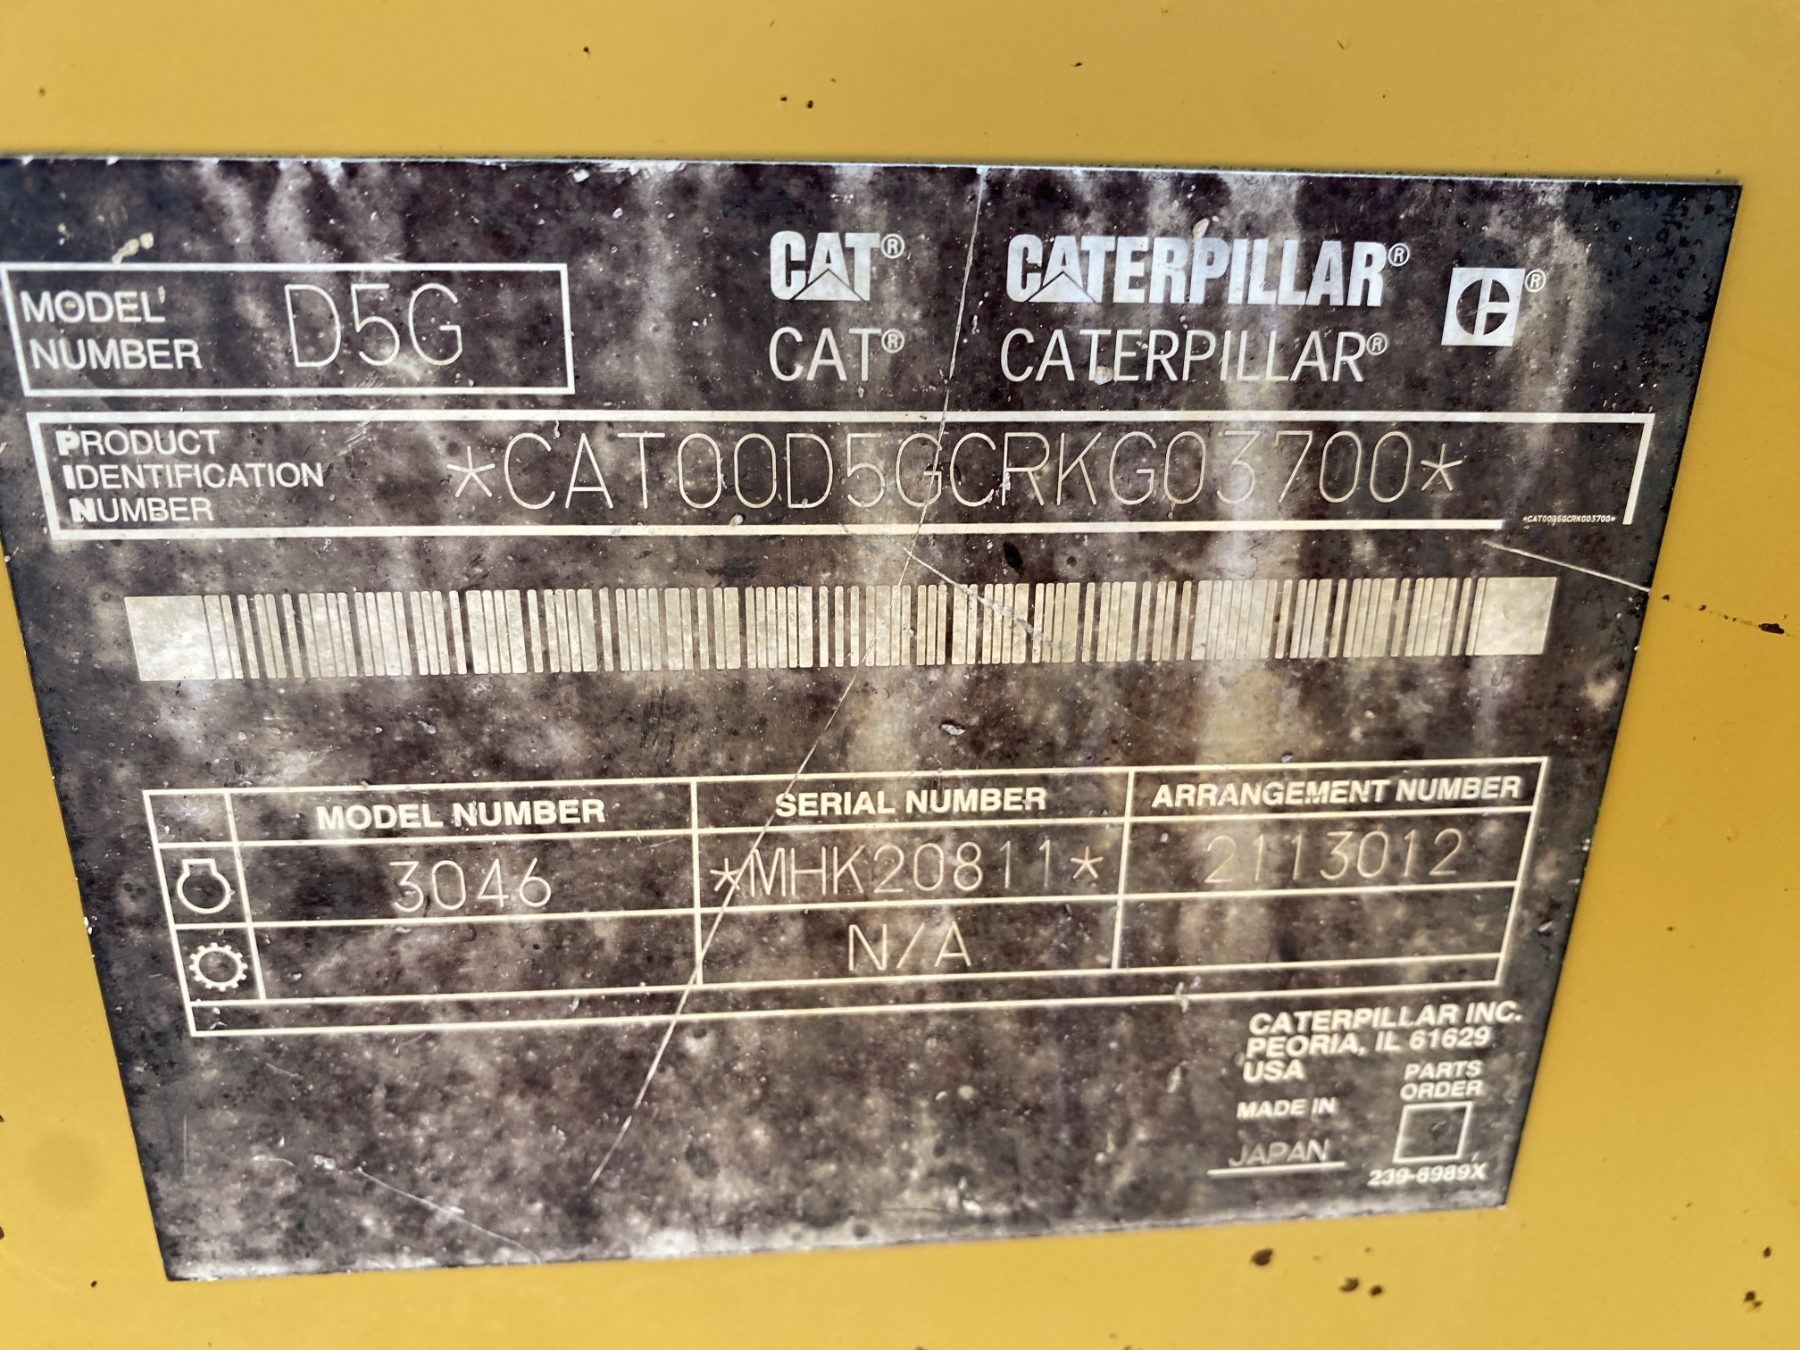 CAT® CATERPILLAR® ®
CAT® CATERPILLAR®
MODEL
NUMBER
D5G
PRODUCT
IDENTIFICATION
NUMBER
*CAT00D5GCRKG03700*
*CAT00D5GCRKG03700*
MODEL NUMBER SERIAL NUMBER ARRANGEMENT NUMBER
3046 *MHK20811* 2113012
N/A
CATERPILLAR INC.
PEORIA, IL 61629
USA
PARTS
ORDER
MADE IN
JAPAN
239-6989X